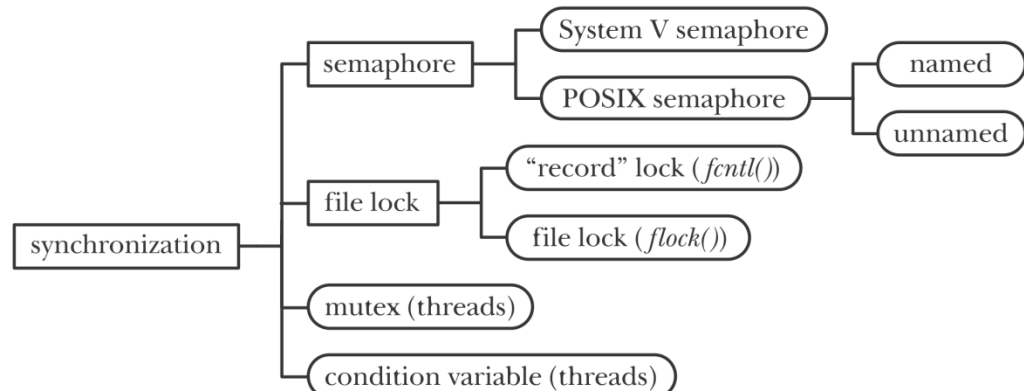 System V semaphore
semaphore
POSIX semaphore
named
unnamed
“record” lock (fcntl())
file lock
file lock (flock())
synchronization
mutex (threads)
condition variable (threads)